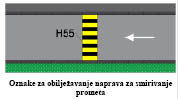 H55
Oznake za obilježavanje naprava za smirivanje
prometa